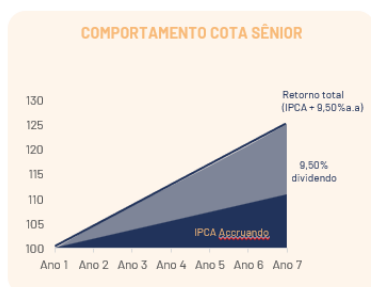 COMPORTAMENTO COTA SÊNIOR
Retorno total
(IPCA + 9,50%a.a)
130
125
120
115
110
105
100
9,50%
dividendo
IPCA Accruando
Ano 1 Ano 2 Ano 3 Ano 4 Ano 5 Ano 6 Ano 7